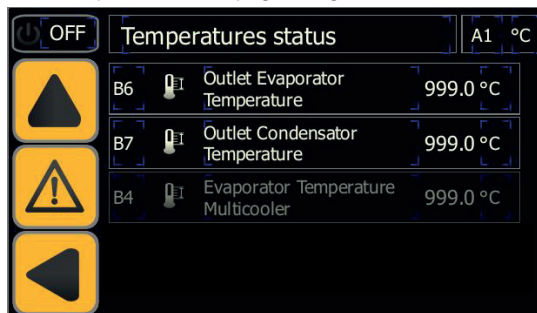 OFF
Temperatures status
A1 °C
B6 Outlet Evaporator Temperature 999.0 °C
B7 Outlet Condensator Temperature 999.0 °C
B4 Evaporator Temperature Multicooler 999.0 °C